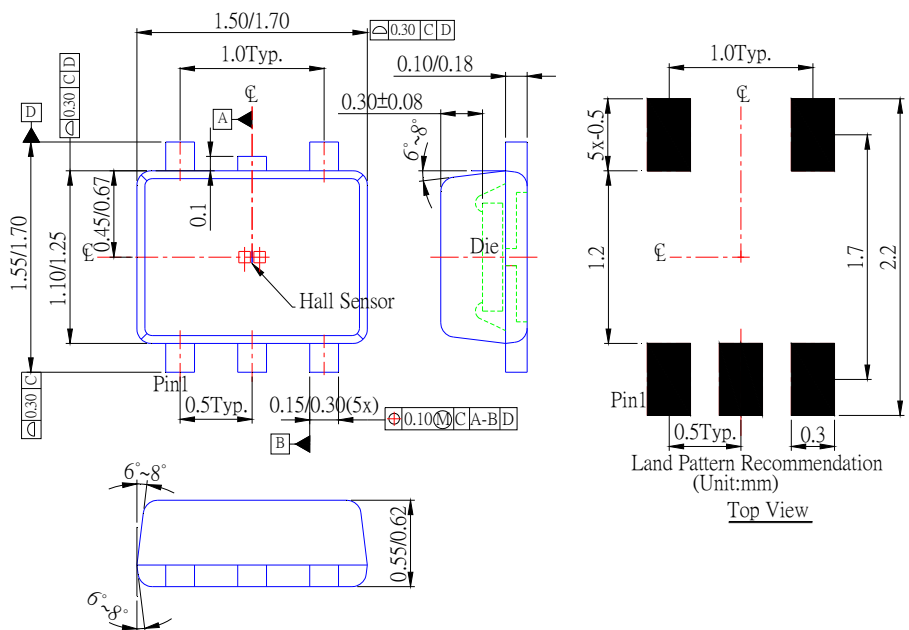 1.50/1.70
0.30 C D
1.0Typ.
℄
A
D
0.30 C D
0.10/0.18
0.30±0.08
6°~8°
1.0Typ.
℄
5x-0.5
1.55/1.70
1.10/1.25
0.45/0.67
0.1
℄
Hall Sensor
Die
1.2
℄
1.7
2.2
0.30 C
Pin1
0.5Typ.
0.15/0.30(5x)
B
0.10 Ⓜ C A-B D
Pin1
0.5Typ.
0.3
Land Pattern Recommendation
(Unit:mm)
Top View
6°~8°
0.55/0.62
6°~8°